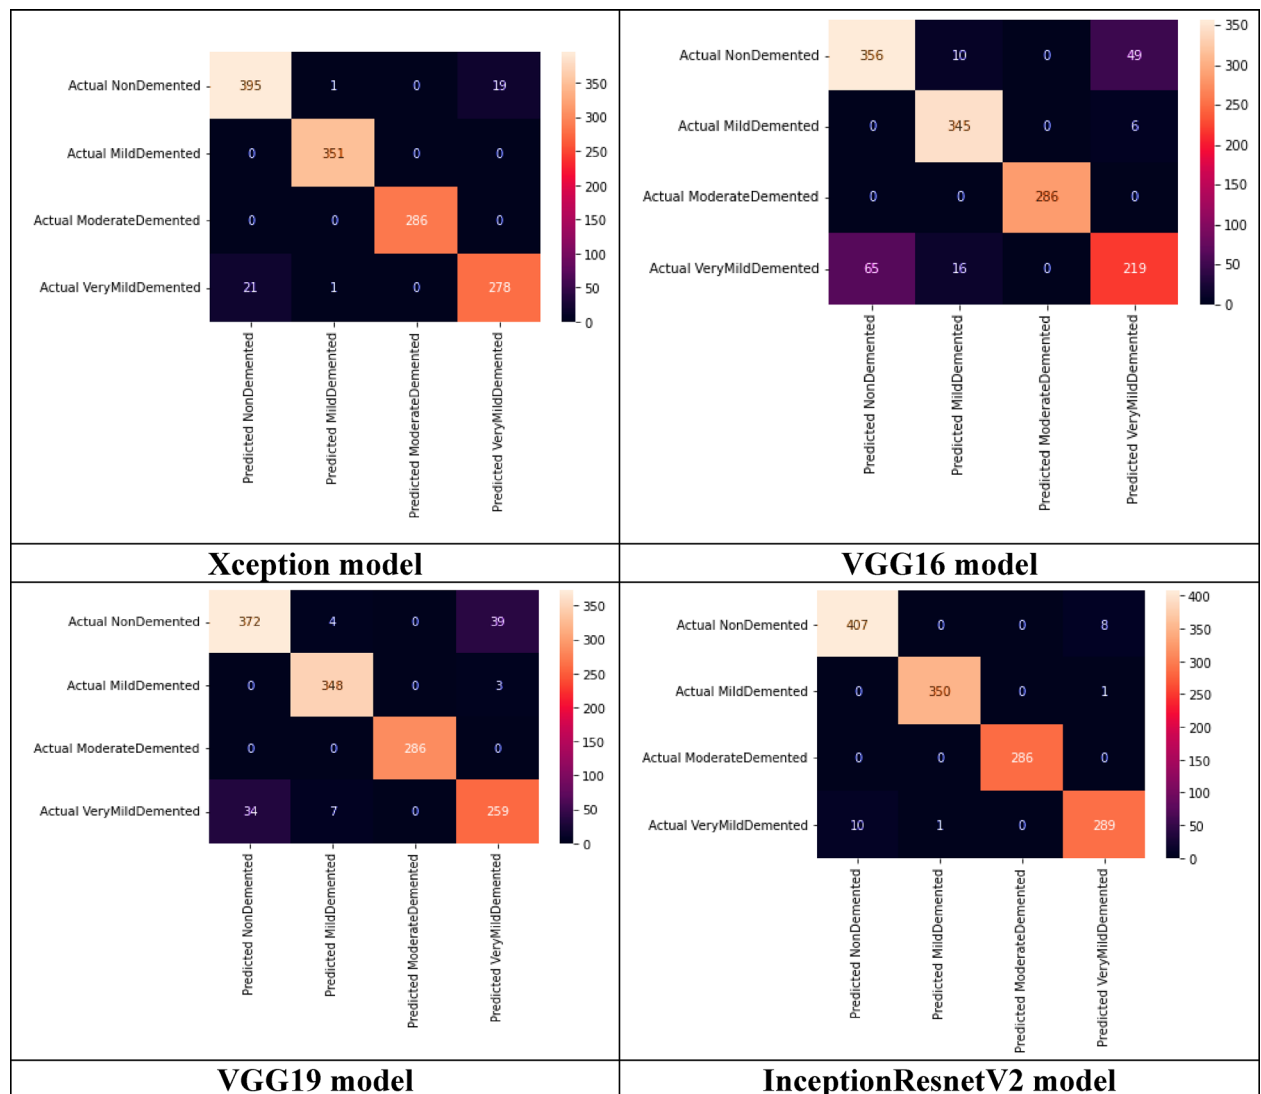 Actual NonDemented 395 1 0 19
Actual MildDemented 0 351 0 0
Actual ModerateDemented 0 0 286 0
Actual VeryMildDemented 21 1 0 278
350
300
250
200
150
100
50
0
Predicted NonDemented
Predicted MildDemented
Predicted ModerateDemented
Predicted VeryMildDemented
Xception model
Actual NonDemented 356 10 0 49
Actual MildDemented 0 345 0 6
Actual ModerateDemented 0 0 286 0
Actual VeryMildDemented 65 16 0 219
350
300
250
200
150
100
50
0
Predicted NonDemented
Predicted MildDemented
Predicted ModerateDemented
Predicted VeryMildDemented
VGG16 model
Actual NonDemented 372 4 0 39
Actual MildDemented 0 348 0 3
Actual ModerateDemented 0 0 286 0
Actual VeryMildDemented 34 7 0 259
350
300
250
200
150
100
50
0
Predicted NonDemented
Predicted MildDemented
Predicted ModerateDemented
Predicted VeryMildDemented
VGG19 model
Actual NonDemented 407 0 0 8
Actual MildDemented 0 350 0 1
Actual ModerateDemented 0 0 286 0
Actual VeryMildDemented 10 1 0 289
400
350
300
250
200
150
100
50
0
Predicted NonDemented
Predicted MildDemented
Predicted ModerateDemented
Predicted VeryMildDemented
InceptionResnetV2 model